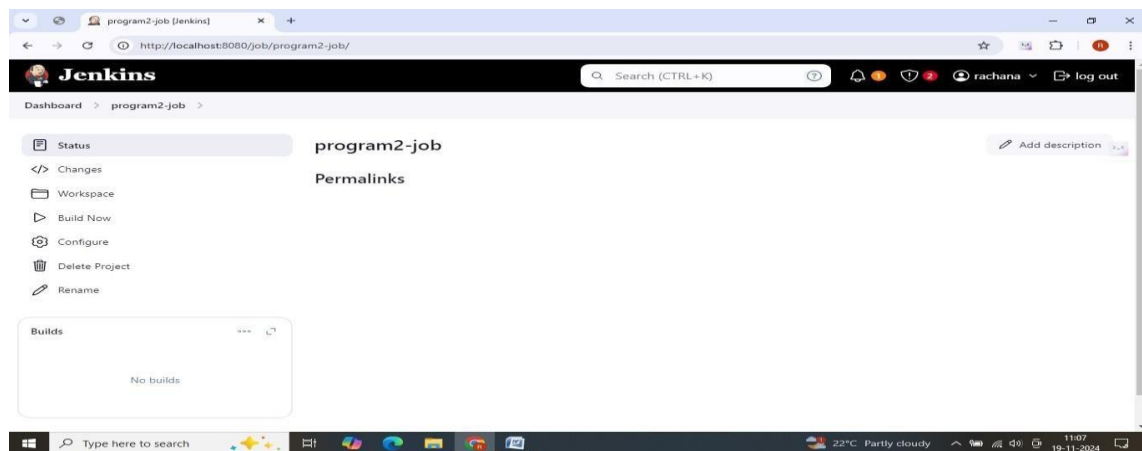 program2-job [Jenkins]
http://localhost:8080/job/program2-job/
R
Jenkins
Search (CTRL+K)
1
2
rachana
log out
Dashboard > program2-job >
Status
program2-job
Add description
Changes
Permalinks
Workspace
Build Now
Configure
Delete Project
Rename
Builds
No builds
Type here to search
22°C Partly cloudy
11:07
19-11-2024